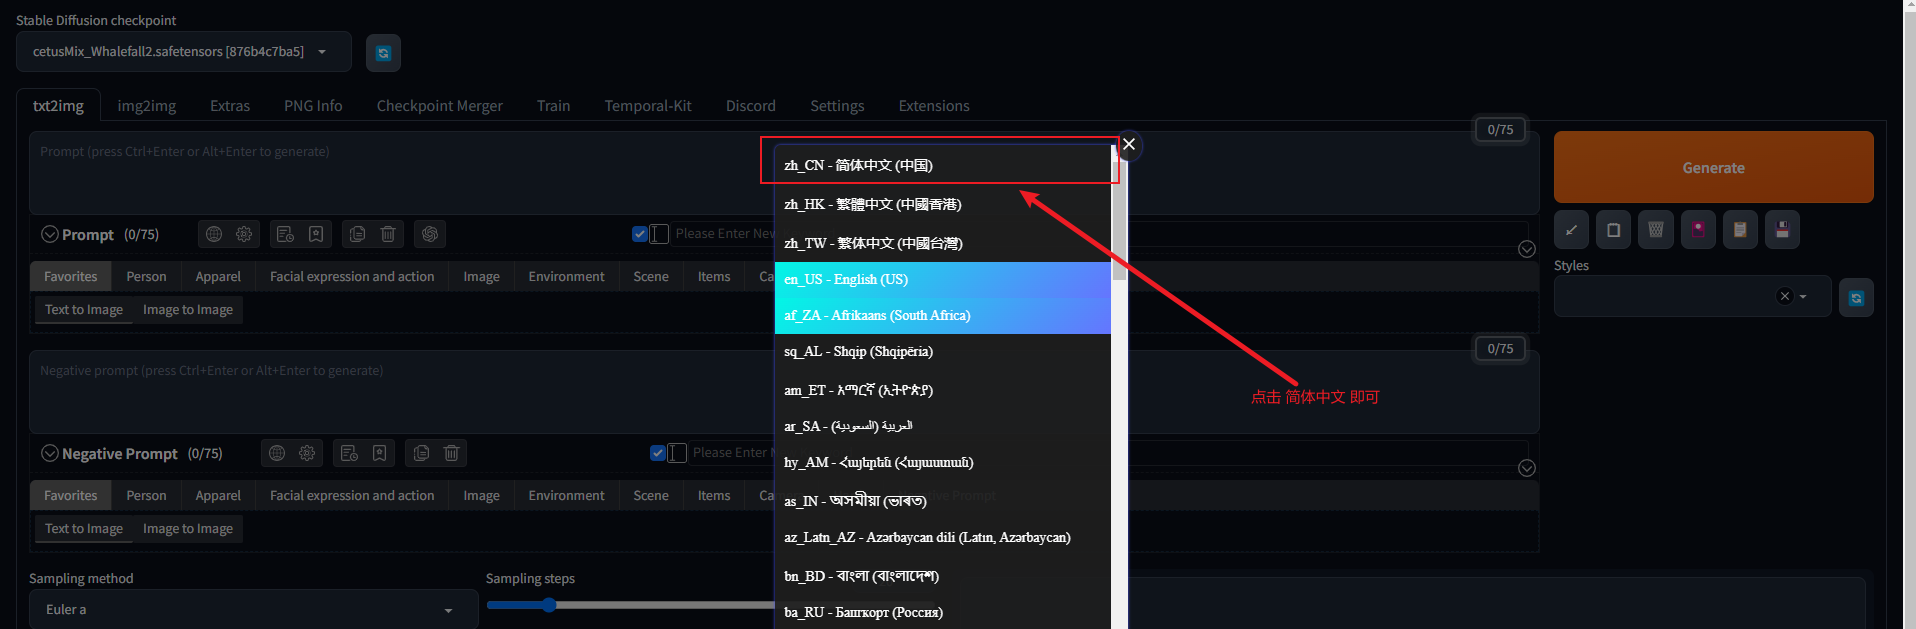 Stable Diffusion checkpoint
cetusMix_Whalefall2.safetensors [876b4c7ba5]
txt2img
img2img
Extras
PNG Info
Checkpoint Merger
Train
Temporal-Kit
Discord
Settings
Extensions
Prompt (press Ctrl+Enter or Alt+Enter to generate)
0/75
Generate
Prompt (0/75)
Please Enter New
Styles
Favorites
Person
Apparel
Facial expression and action
Image
Environment
Scene
Items
Ca
Text to Image
Image to Image
zh_CN - 简体中文 (中国)
zh_HK - 繁體中文 (中國香港)
zh_TW - 繁体中文 (中國台灣)
en_US - English (US)
af_ZA - Afrikaans (South Africa)
sq_AL - Shqip (Shqipëria)
am_ET - አማርኛ (ኢትዮጵያ)
ar_SA - العربية (السعودية)
hy_AM - Հայերեն (Հայաստան)
as_IN - অসমীয়া (ভাৰত)
az_Latn_AZ - Azərbaycan dili (Latın, Azərbaycan)
bn_BD - বাংলা (বাংলাদেশ)
ba_RU - Башҡорт (Россия)
点击 简体中文 即可
Negative prompt (press Ctrl+Enter or Alt+Enter to generate)
0/75
Negative Prompt (0/75)
Please Enter N
Favorites
Person
Apparel
Facial expression and action
Image
Environment
Scene
Items
Ca
Prompt
Text to Image
Image to Image
Sampling method
Euler a
Sampling steps